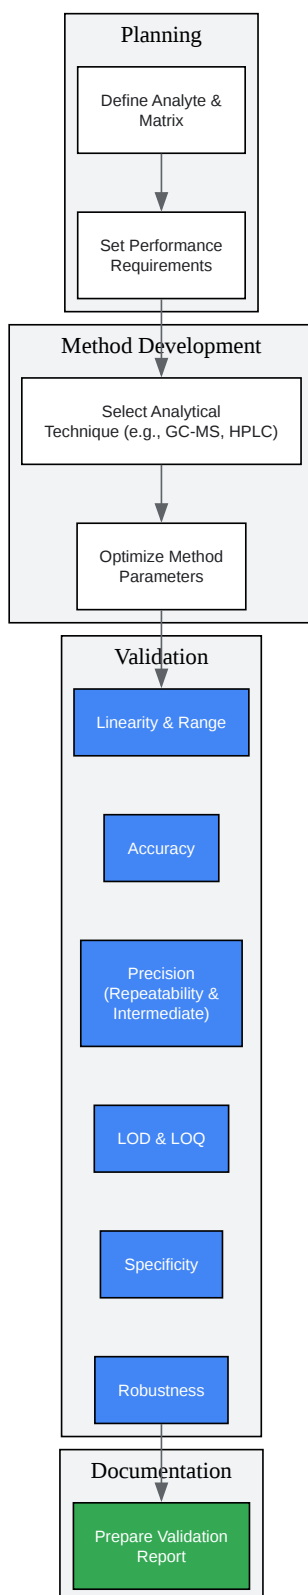 Planning
Define Analyte &
Matrix
Set Performance
Requirements
Method Development
Select Analytical
Technique (e.g., GC-MS, HPLC)
Optimize Method
Parameters
Validation
Linearity & Range
Accuracy
Precision
(Repeatability &
Intermediate)
LOD & LOQ
Specificity
Robustness
Documentation
Prepare Validation
Report